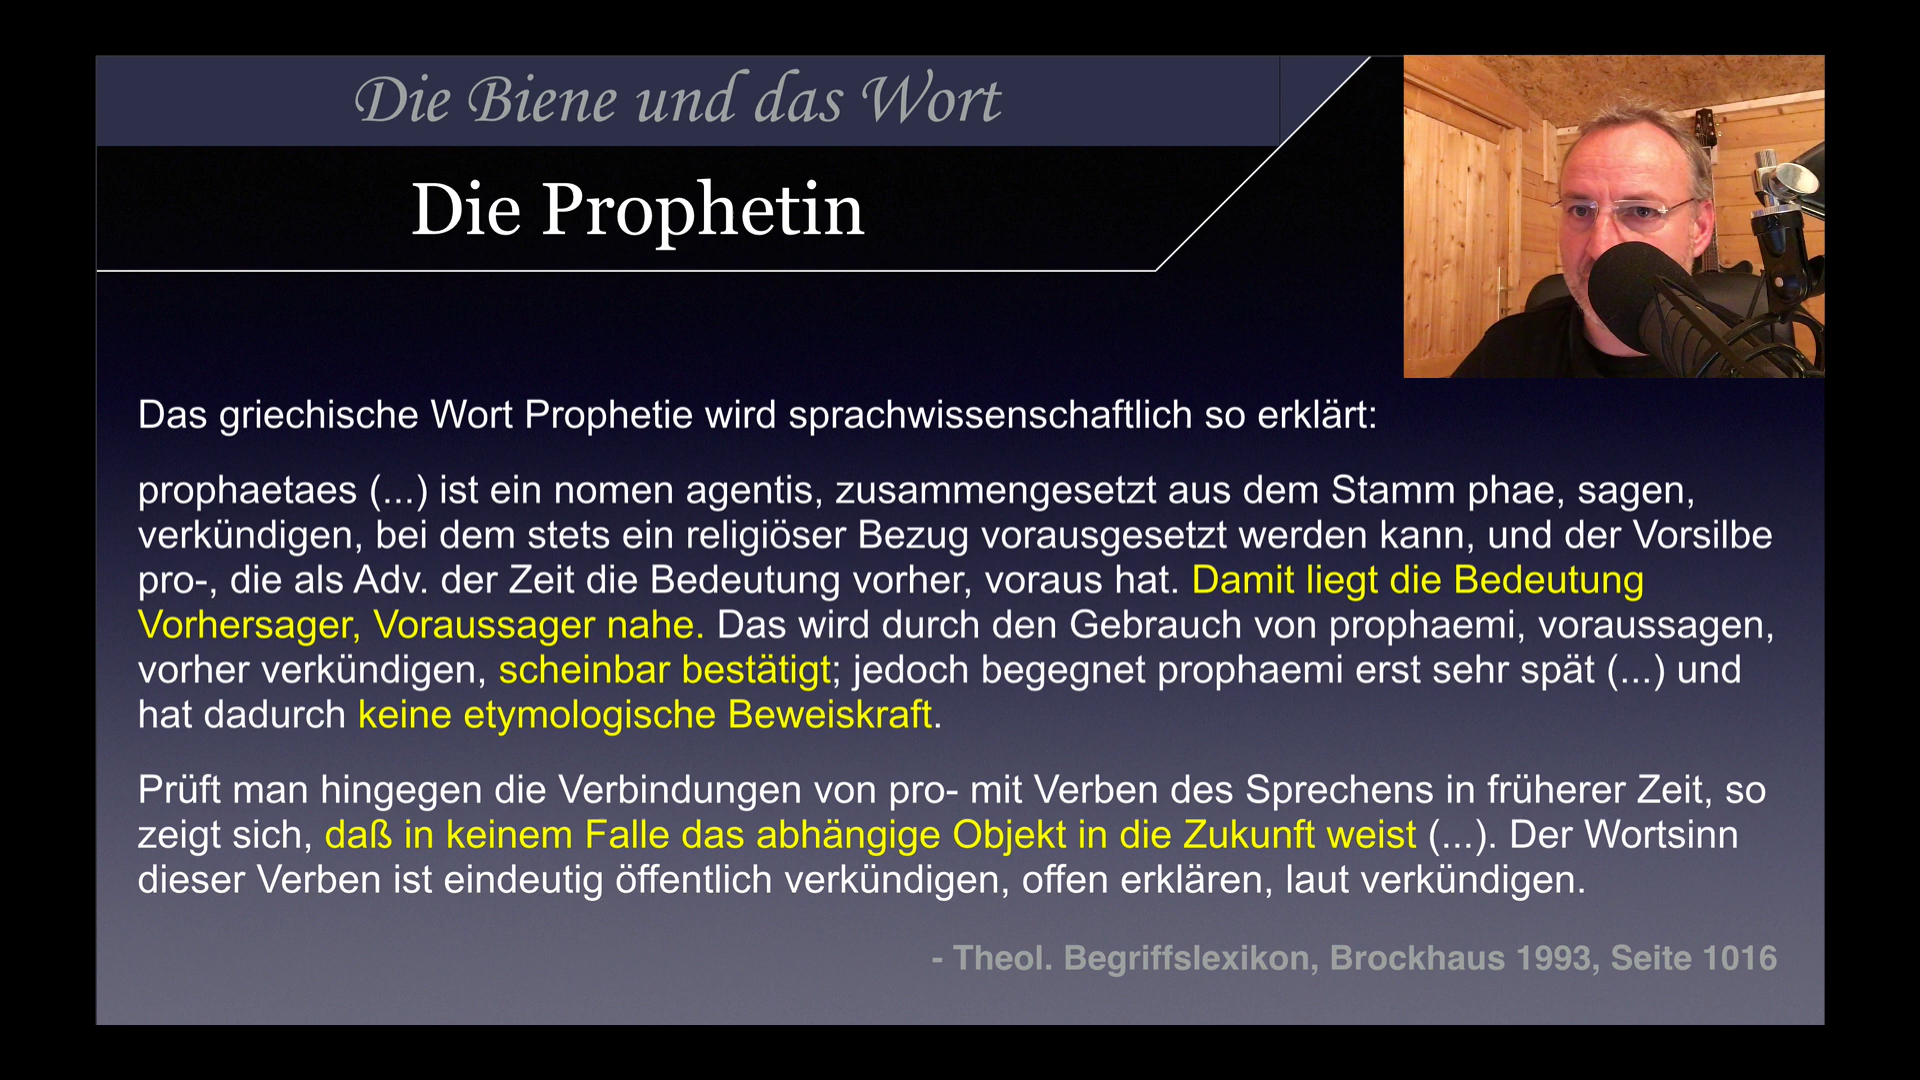 Die Biene und das Wort
Die Prophetin
Das griechische Wort Prophetie wird sprachwissenschaftlich so erklärt:
prophaetaes (...) ist ein nomen agentis, zusammengesetzt aus dem Stamm phae, sagen,
verkündigen, bei dem stets ein religiöser Bezug vorausgesetzt werden kann, und der Vorsilbe
pro-, die als Adv. der Zeit die Bedeutung vorher, voraus hat. Damit liegt die Bedeutung
Vorhersager, Voraussager nahe. Das wird durch den Gebrauch von prophaemi, voraussagen,
vorher verkündigen, scheinbar bestätigt; jedoch begegnet prophaemi erst sehr spät (...) und
hat dadurch keine etymologische Beweiskraft.
Prüft man hingegen die Verbindungen von pro- mit Verben des Sprechens in früherer Zeit, so
zeigt sich, daß in keinem Falle das abhängige Objekt in die Zukunft weist (...). Der Wortsinn
dieser Verben ist eindeutig öffentlich verkündigen, offen erklären, laut verkündigen.
- Theol. Begriffslexikon, Brockhaus 1993, Seite 1016